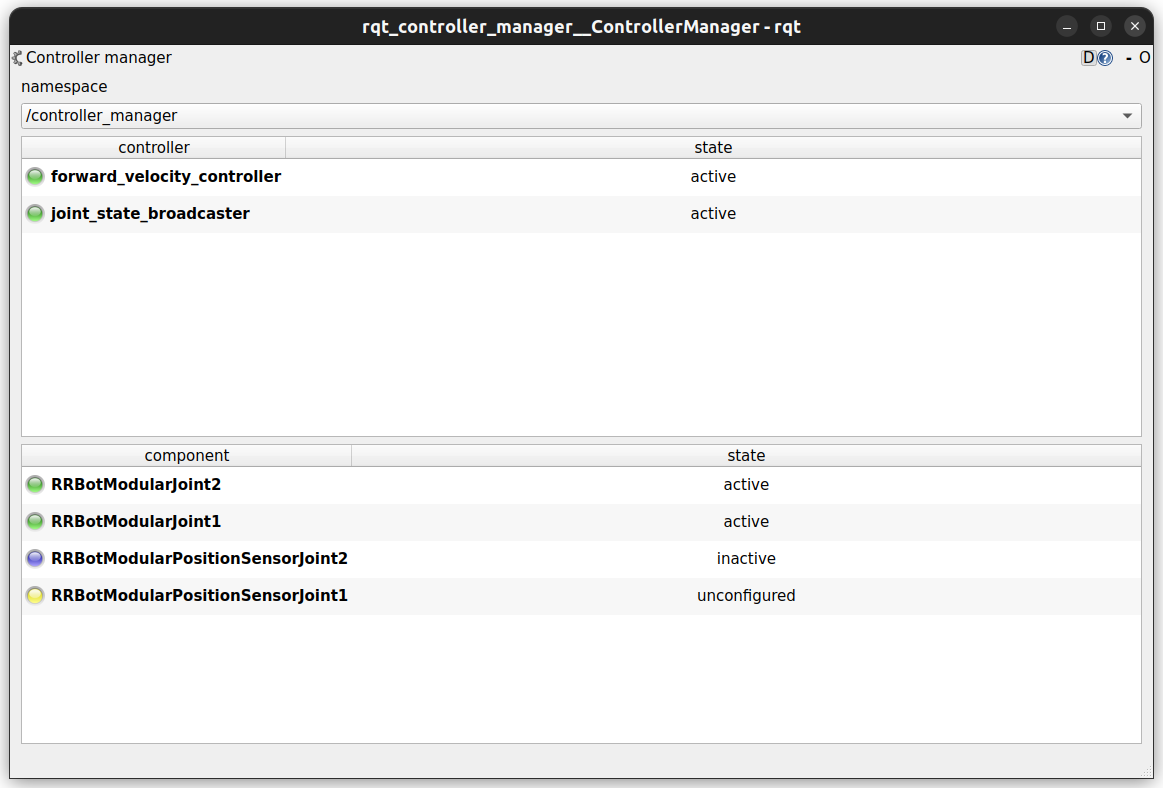 rqt_controller_manager__ControllerManager - rqt
Controller manager D ? - O
namespace
/controller_manager
controller state
forward_velocity_controller active
joint_state_broadcaster active
component state
RRBotModularJoint2 active
RRBotModularJoint1 active
RRBotModularPositionSensorJoint2 inactive
RRBotModularPositionSensorJoint1 unconfigured